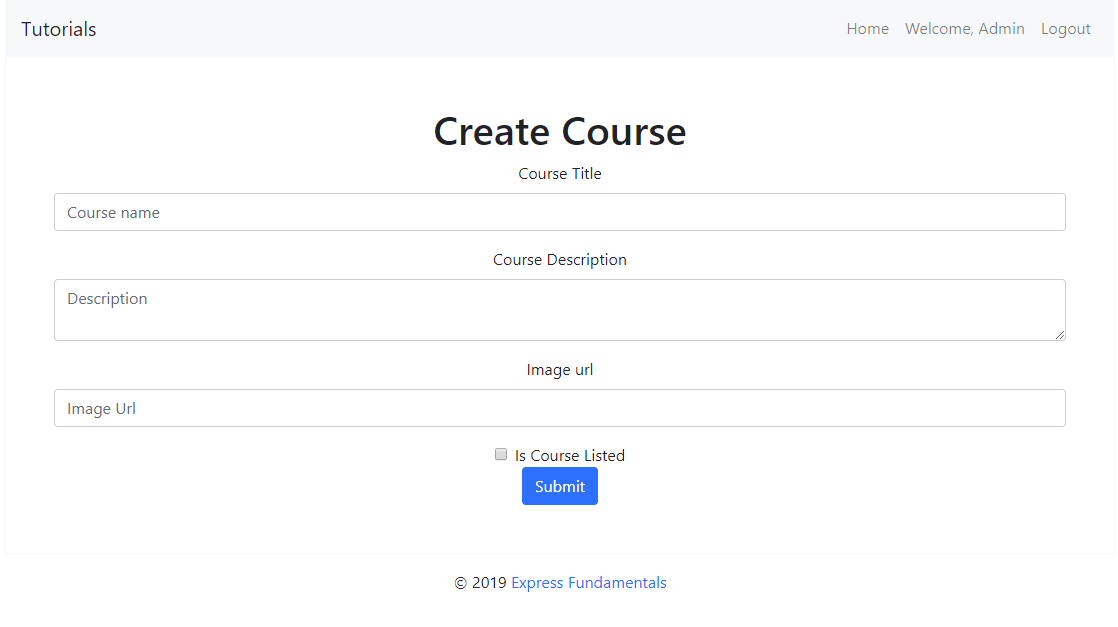 Tutorials Home Welcome, Admin Logout
Create Course
Course Title
Course name
Course Description
Description
Image url
Image Url
Is Course Listed
Submit
© 2019 Express Fundamentals